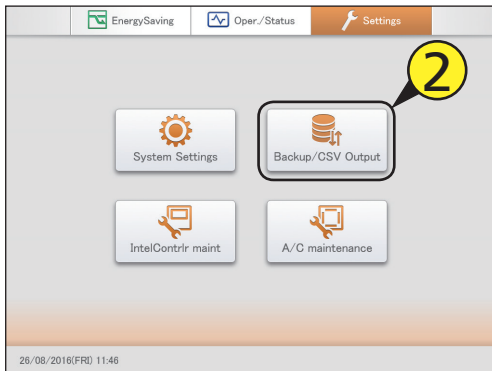 EnergySaving
Oper./Status
Settings
2
System Settings
Backup/CSV Output
IntelContrlr maint
A/C maintenance
26/08/2016(FRI) 11:46